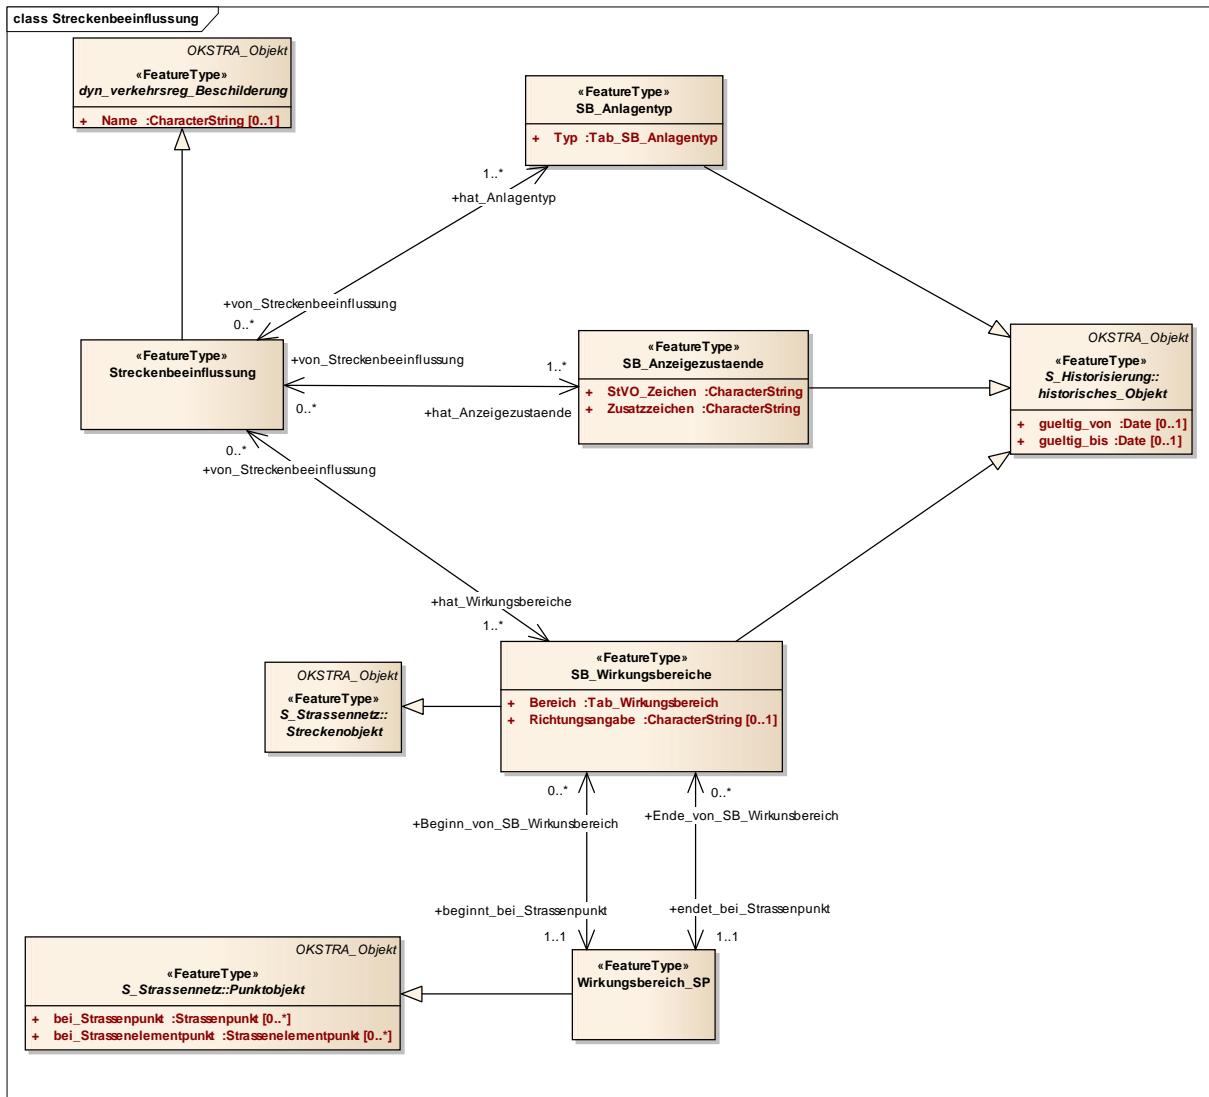 class Streckenbeeinflussung
OKSTRA_Objekt
«FeatureType»
dyn_verkehrsreg_Beschilderung
+ Name :CharacterString [0..1]
«FeatureType»
SB_Anlagentyp
+ Typ :Tab_SB_Anlagentyp
1..*
+hat_Anlagentyp
+von_Streckenbeeinflussung
0..*
«FeatureType»
Streckenbeeinflussung
+von_Streckenbeeinflussung
0..*
1..*
+hat_Anzeigezustaende
«FeatureType»
SB_Anzeigezustaende
+ StVO_Zeichen :CharacterString
+ Zusatzzeichen :CharacterString
OKSTRA_Objekt
«FeatureType»
S_Historisierung::
historisches_Objekt
+ gueltig_von :Date [0..1]
+ gueltig_bis :Date [0..1]
0..*
+von_Streckenbeeinflussung
+hat_Wirkungsbereiche
1..*
«FeatureType»
SB_Wirkungsbereiche
+ Bereich :Tab_Wirkungsbereich
+ Richtungsangabe :CharacterString [0..1]
OKSTRA_Objekt
«FeatureType»
S_Strassennetz::
Streckenobjekt
0..*
+Beginn_von_SB_Wirkunsbereich
0..*
+Ende_von_SB_Wirkunsbereich
+beginnt_bei_Strassenpunkt
1..1
+endet_bei_Strassenpunkt
1..1
«FeatureType»
Wirkungsbereich_SP
OKSTRA_Objekt
«FeatureType»
S_Strassennetz::Punktobjekt
+ bei_Strassenpunkt :Strassenpunkt [0..*]
+ bei_Strassenelementpunkt :Strassenelementpunkt [0..*]